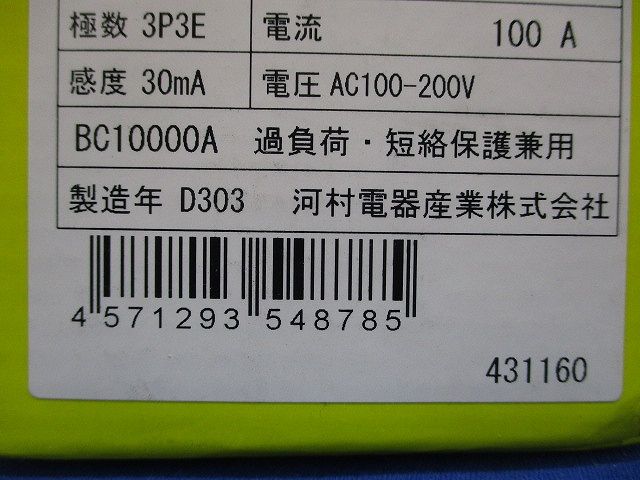 極数 3P3E 電流 100 A
感度 30mA 電圧 AC100-200V
BC10000A 過負荷・短絡保護兼用
製造年 D303 河村電器産業株式会社
4 571293 548785
431160